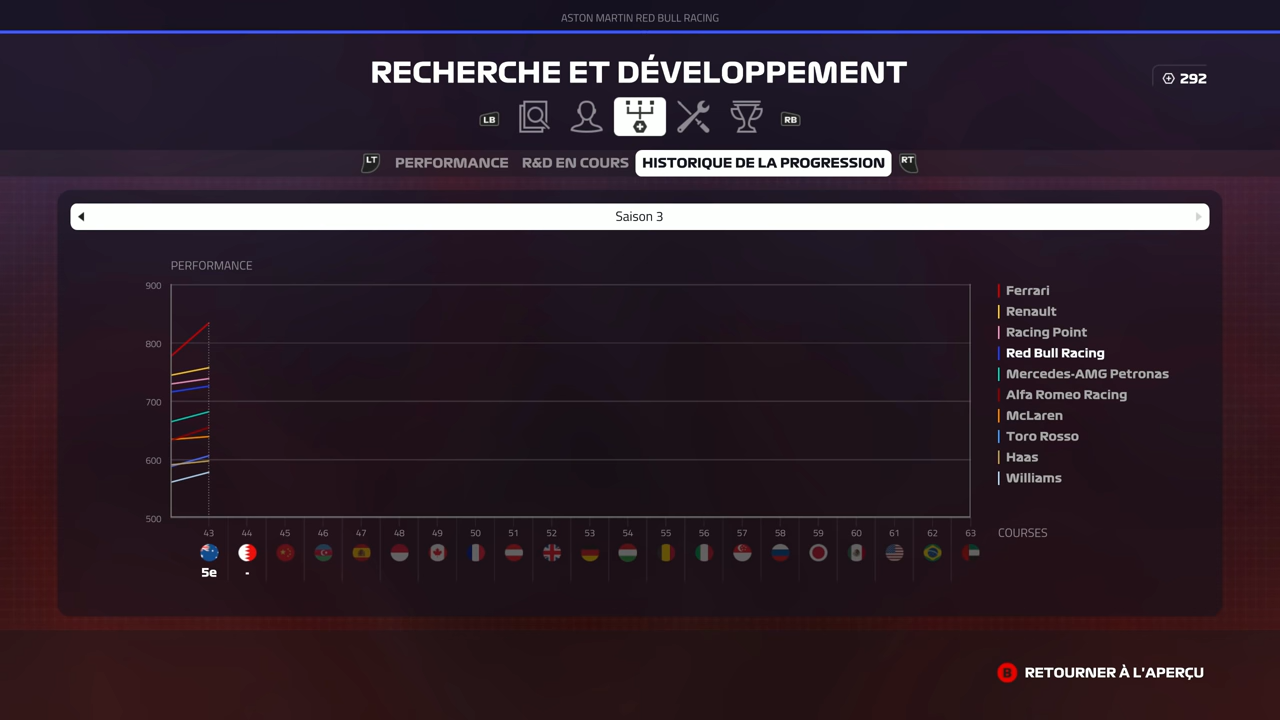 ASTON MARTIN RED BULL RACING
RECHERCHE ET DÉVELOPPEMENT
292
LB
RB
LT PERFORMANCE R&D EN COURS HISTORIQUE DE LA PROGRESSION RT
Saison 3
PERFORMANCE
900
800
700
600
500
Ferrari
Renault
Racing Point
Red Bull Racing
Mercedes-AMG Petronas
Alfa Romeo Racing
McLaren
Toro Rosso
Haas
Williams
43 44 45 46 47 48 49 50 51 52 53 54 55 56 57 58 59 60 61 62 63 COURSES
5e -
B RETOURNER À L'APERÇU